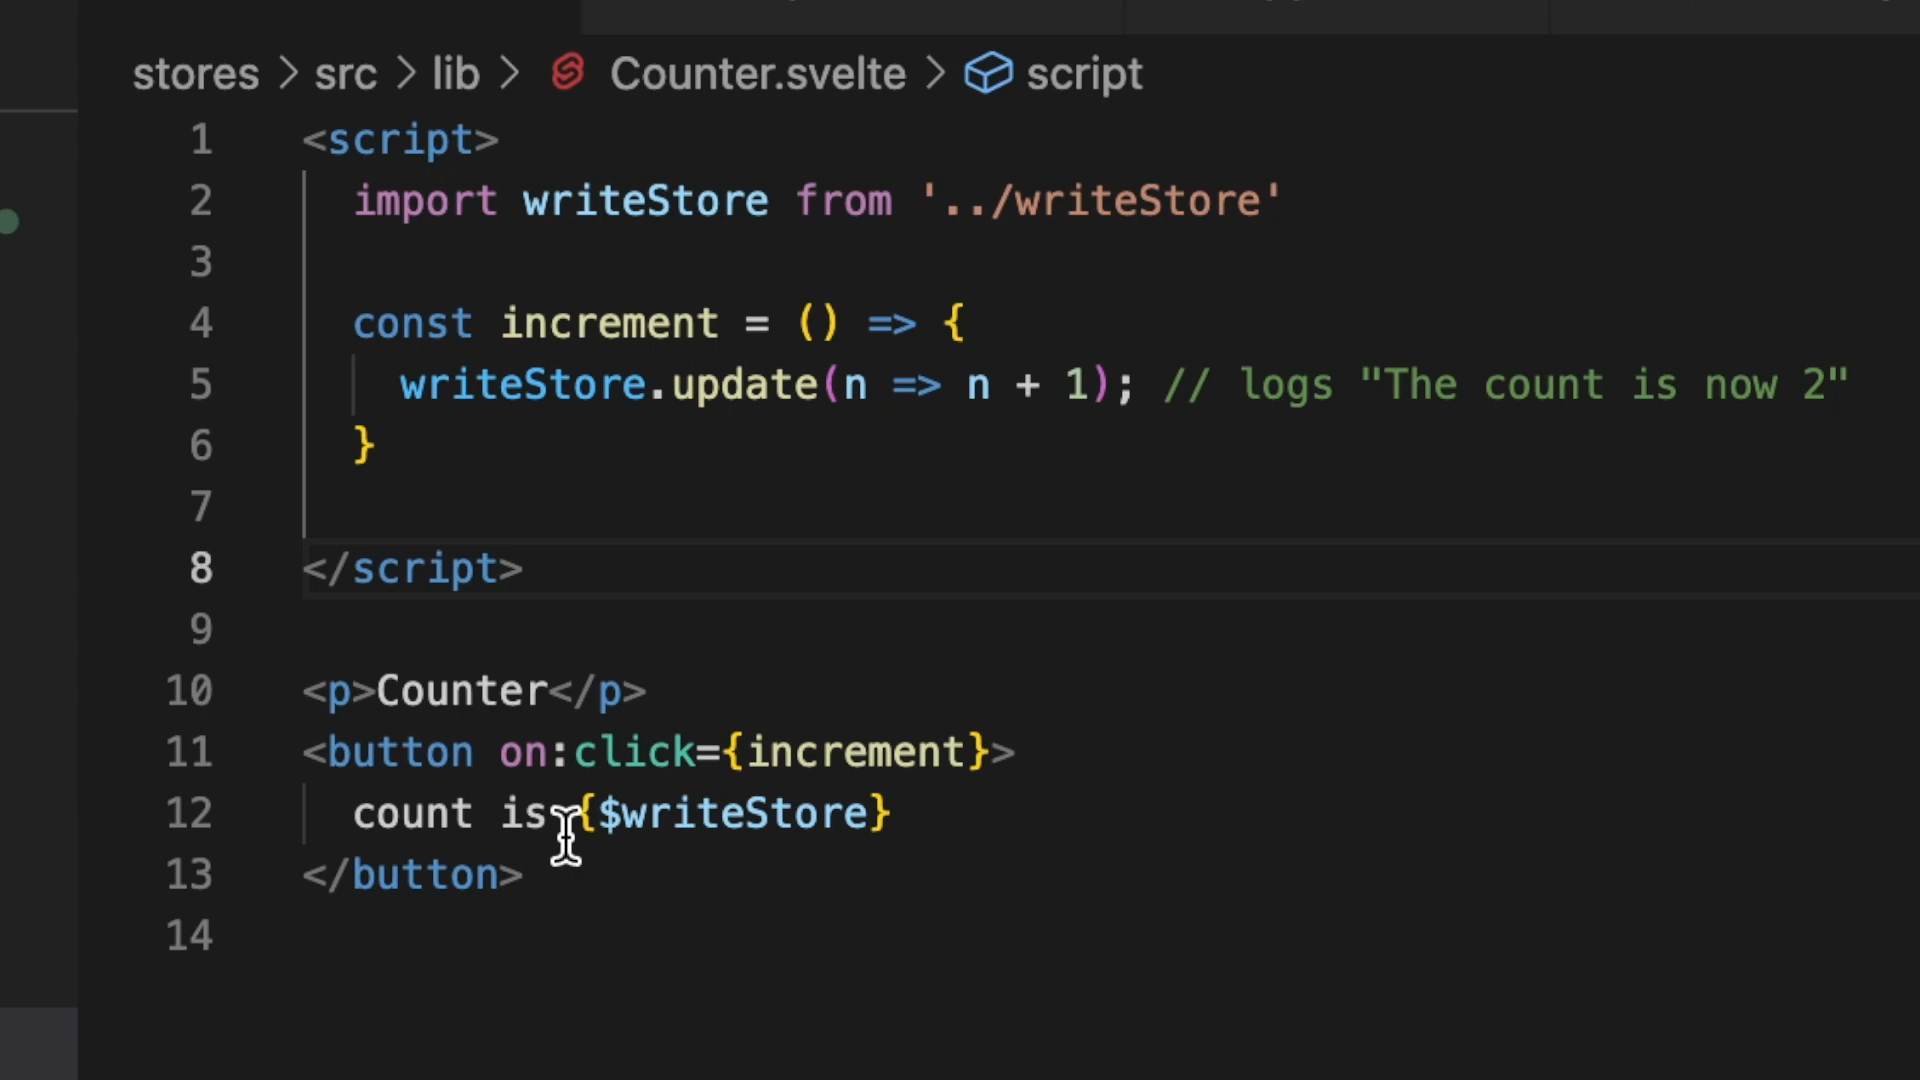 stores > src > lib > Counter.svelte > script
1 <script>
2 import writeStore from '../writeStore'
3
4 const increment = () => {
5 writeStore.update(n => n + 1); // logs "The count is now 2"
6 }
7
8 </script>
9
10 <p>Counter</p>
11 <button on:click={increment}>
12 count is {$writeStore}
13 </button>
14